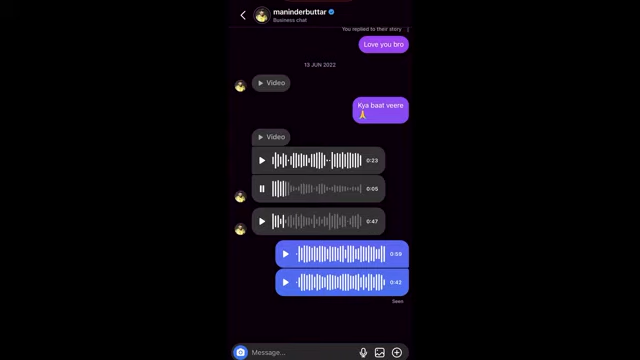 maninderbuttar
Business chat
You replied to their story
Love you bro
13 JUN 2022
Video
Kya baat veere
🙏
Video
0:23
0:05
0:47
0:59
0:42
Seen
Message...